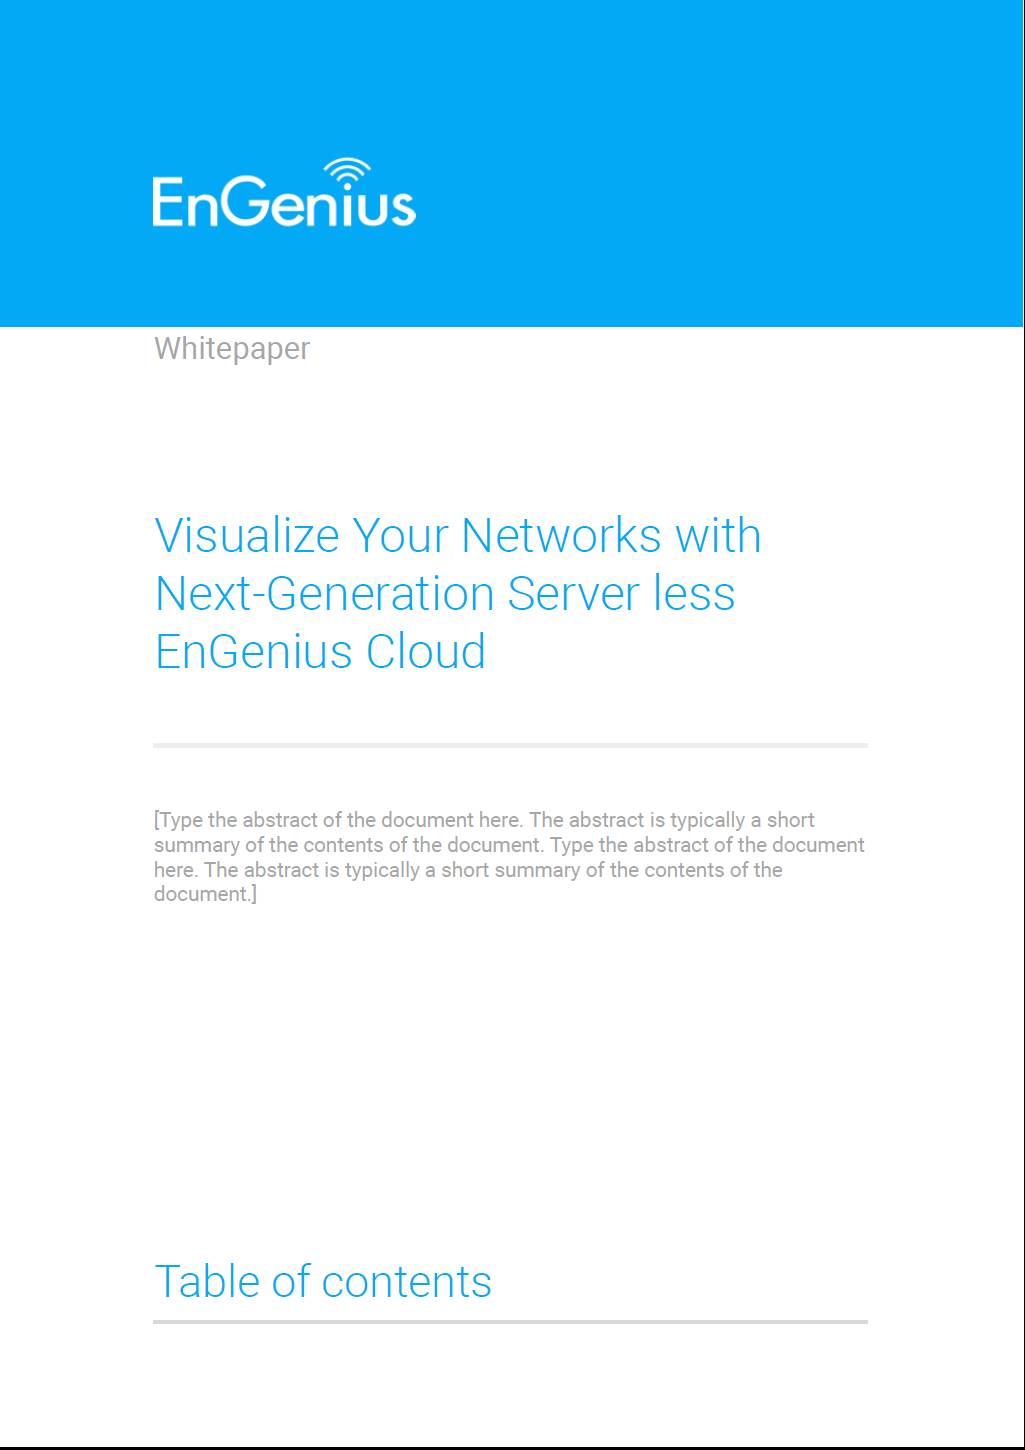 EnGenius
Whitepaper
Visualize Your Networks with
Next-Generation Server less
EnGenius Cloud
[Type the abstract of the document here. The abstract is typically a short
summary of the contents of the document. Type the abstract of the document
here. The abstract is typically a short summary of the contents of the
document.]
Table of contents